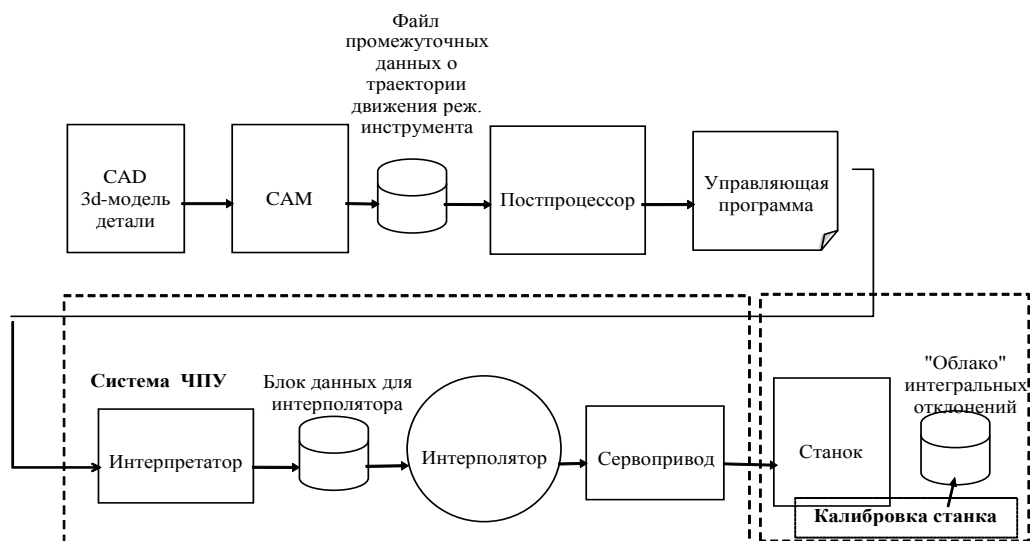 Файл
промежуточных
данных о
траектории
движения реж.
инструмента
CAD
3d-модель
детали
CAM
Постпроцессор
Управляющая
программа
Система ЧПУ
Блок данных для
интерполятора
"Облако"
интегральных
отклонений
Интерпретатор
Интерполятор
Сервопривод
Станок
Калибровка станка